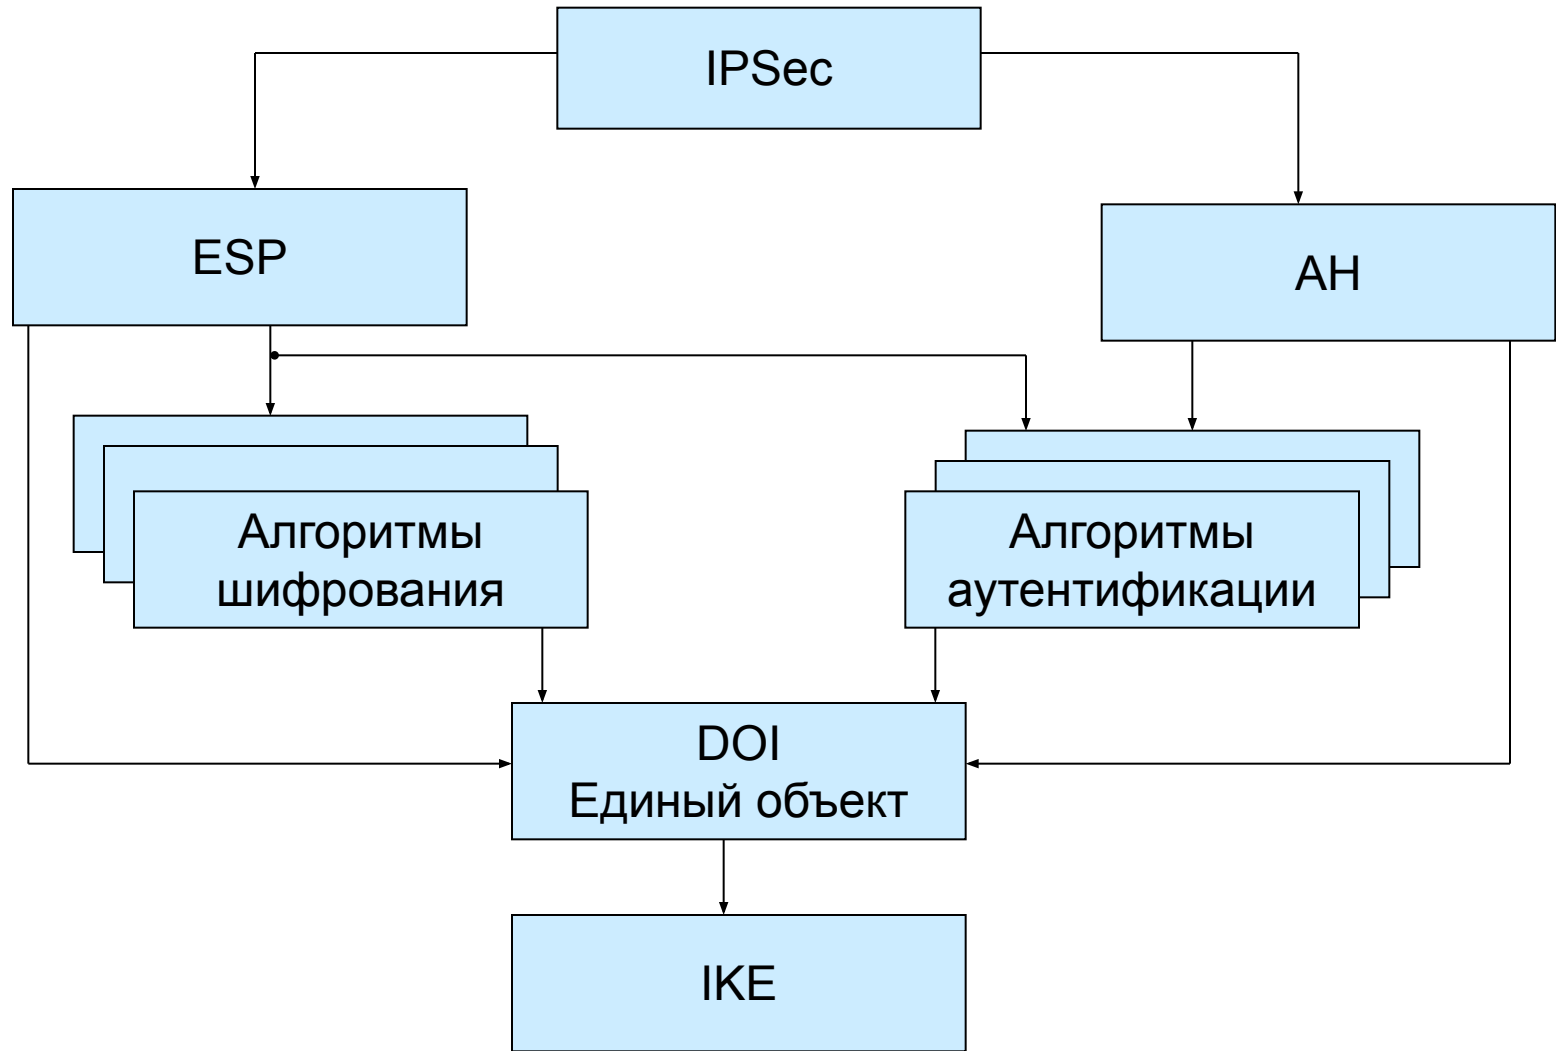 IPSec
ESP
AH
Алгоритмы
шифрования
Алгоритмы
аутентификации
DOI
Единый объект
IKE